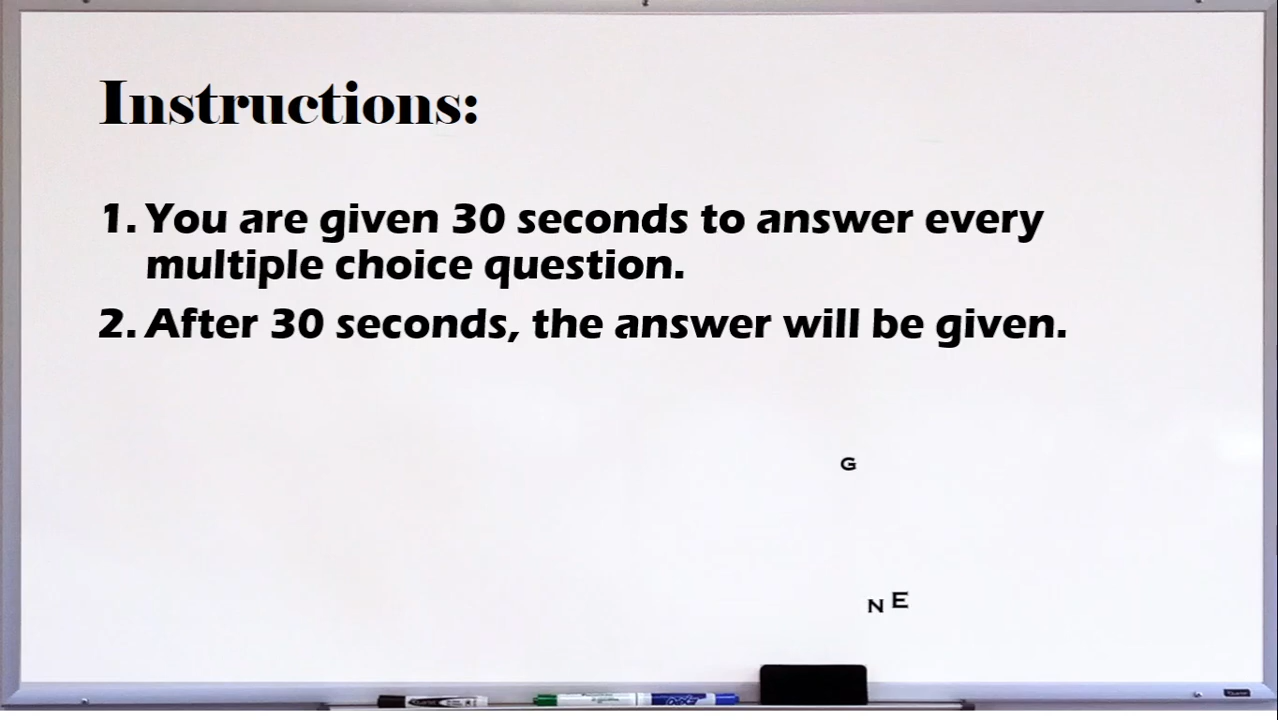 Instructions:
1. You are given 30 seconds to answer every
multiple choice question.
2. After 30 seconds, the answer will be given.
G
N E